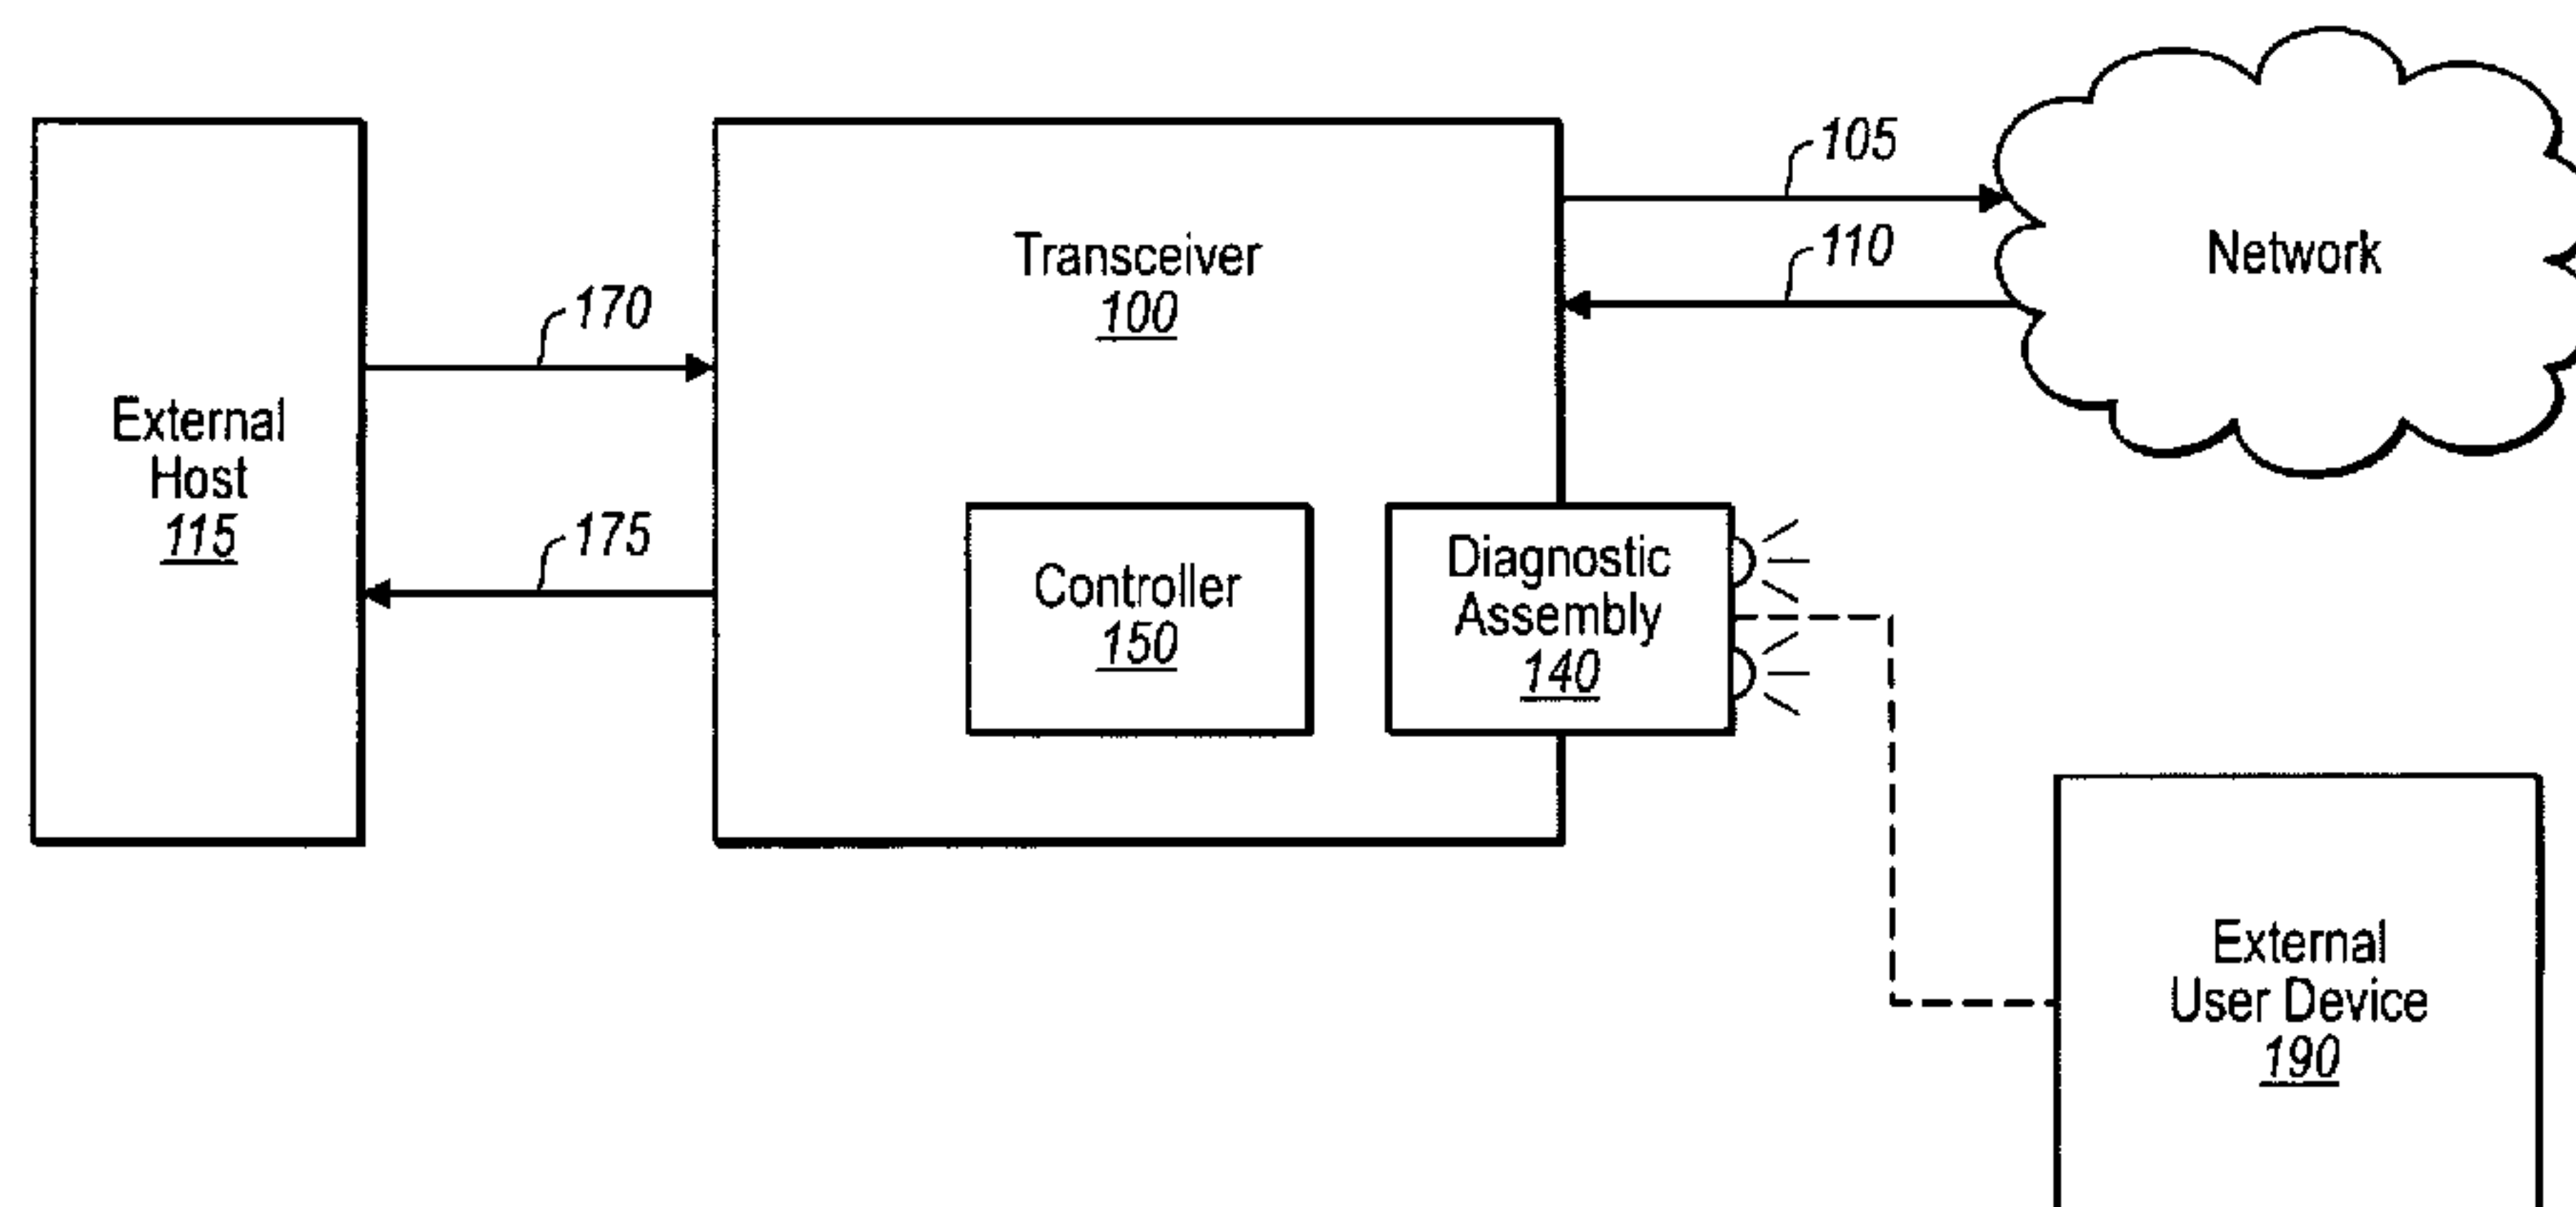 External
Host
115
170
175
Transceiver
100
Controller
150
Diagnostic
Assembly
140
105
110
Network
External
User Device
190